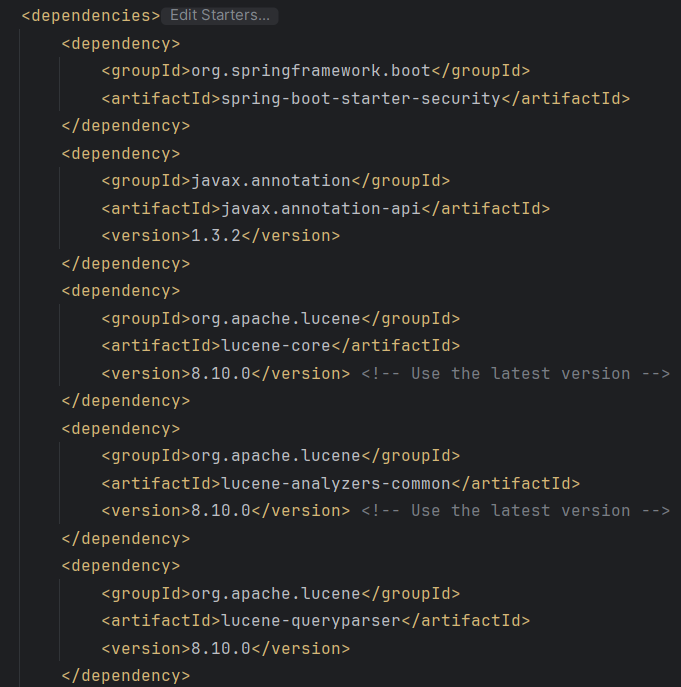 <dependencies> Edit Starters...
<dependency>
<groupId>org.springframework.boot</groupId>
<artifactId>spring-boot-starter-security</artifactId>
</dependency>
<dependency>
<groupId>javax.annotation</groupId>
<artifactId>javax.annotation-api</artifactId>
<version>1.3.2</version>
</dependency>
<dependency>
<groupId>org.apache.lucene</groupId>
<artifactId>lucene-core</artifactId>
<version>8.10.0</version> <!-- Use the latest version -->
</dependency>
<dependency>
<groupId>org.apache.lucene</groupId>
<artifactId>lucene-analyzers-common</artifactId>
<version>8.10.0</version> <!-- Use the latest version -->
</dependency>
<dependency>
<groupId>org.apache.lucene</groupId>
<artifactId>lucene-queryparser</artifactId>
<version>8.10.0</version>
</dependency>